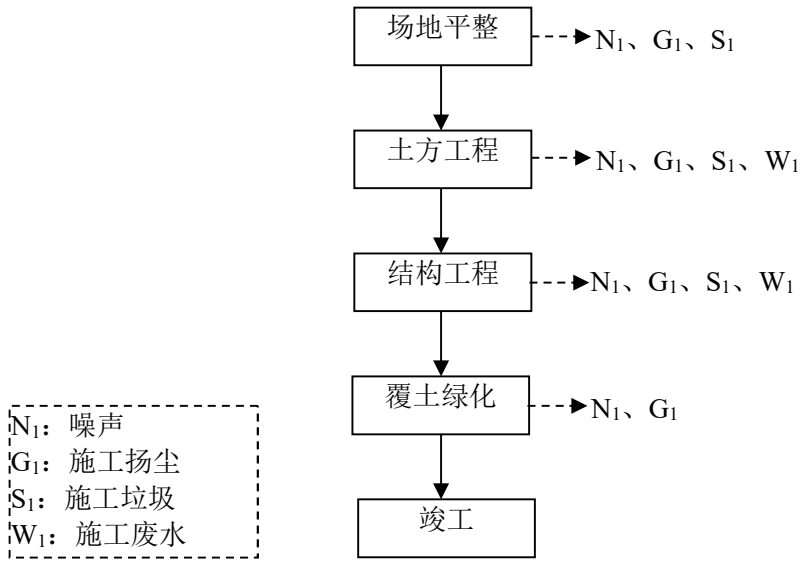 场地平整
N₁、G₁、S₁
土方工程
N₁、G₁、S₁、W₁
结构工程
N₁、G₁、S₁、W₁
覆土绿化
N₁、G₁
竣工
N₁：噪声
G₁：施工扬尘
S₁：施工垃圾
W₁：施工废水